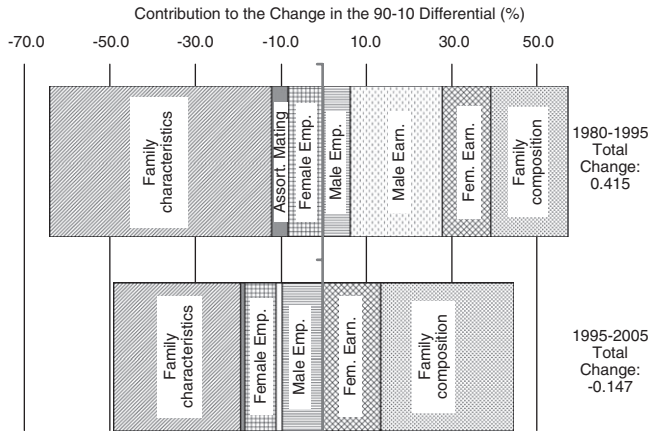 Contribution to the Change in the 90-10 Differential (%)
-70.0 -50.0 -30.0 -10.0 10.0 30.0 50.0
Family
characteristics
Assort. Mating
Female Emp.
Male Emp.
Male Earn.
Fem. Earn.
Family
composition
1980-1995
Total
Change:
0.415
Family
characteristics
Female Emp.
Male Emp.
Fem. Earn.
Family
composition
1995-2005
Total
Change:
-0.147